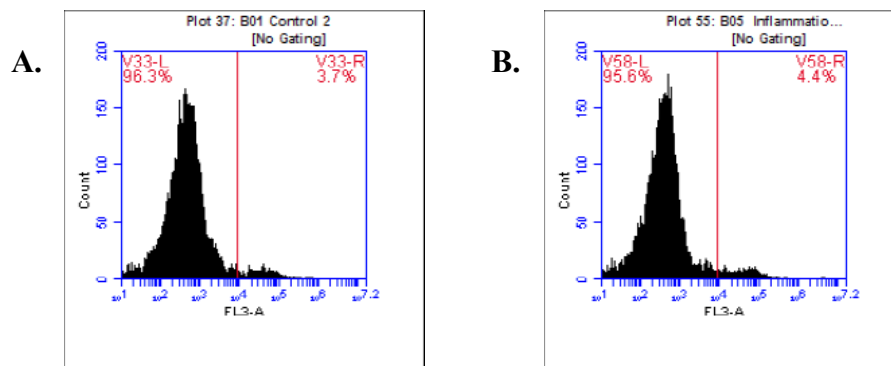 A.
Plot 37: B01 Control 2
[No Gating]
V33-L V33-R
96.3% 3.7%
Count
0 50 100 150 200
10^1 10^2 10^3 10^4 10^5 10^6 10^7.2
FL3-A
B.
Plot 55: B05 Inflammatio...
[No Gating]
V58-L V58-R
95.6% 4.4%
Count
0 50 100 150 200
10^1 10^2 10^3 10^4 10^5 10^6 10^7.2
FL3-A